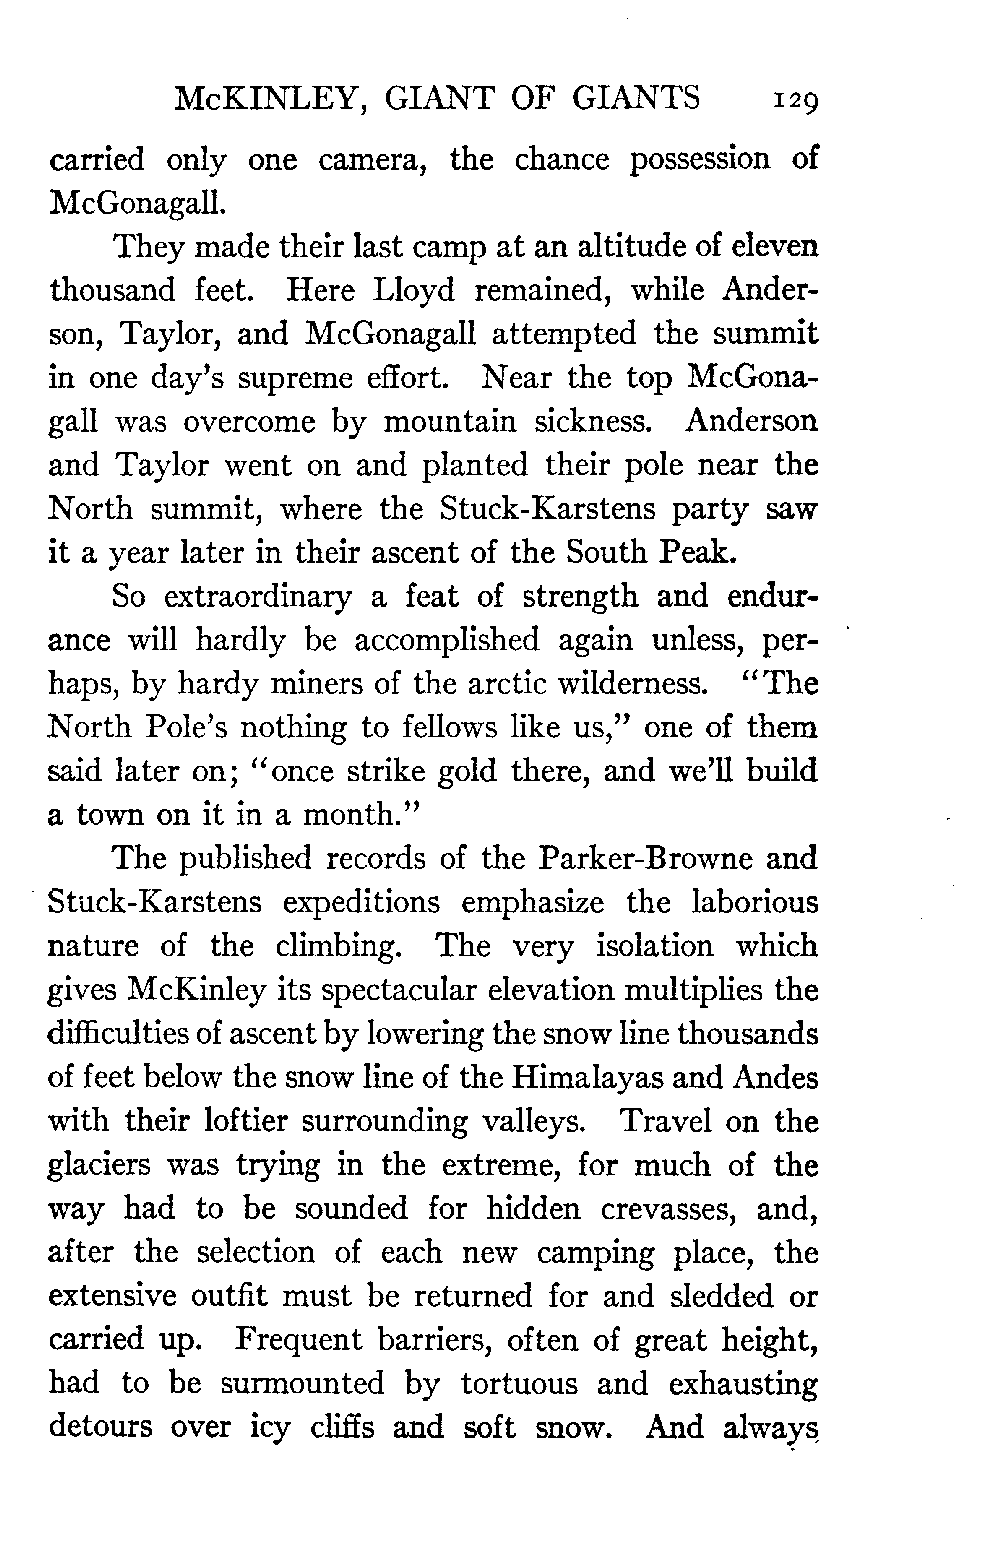 McKINLEY, GIANT OF GIANTS 129
carried only one camera, the chance possession of
McGonagall.
They made their last camp at an altitude of eleven
thousand feet. Here Lloyd remained, while Ander-
son, Taylor, and McGonagall attempted the summit
in one day's supreme effort. Near the top McGona-
gall was overcome by mountain sickness. Anderson
and Taylor went on and planted their pole near the
North summit, where the Stuck-Karstens party saw
it a year later in their ascent of the South Peak.
So extraordinary a feat of strength and endur-
ance will hardly be accomplished again unless, per-
haps, by hardy miners of the arctic wilderness. "The
North Pole's nothing to fellows like us," one of them
said later on; "once strike gold there, and we'll build
a town on it in a month."
The published records of the Parker-Browne and
Stuck-Karstens expeditions emphasize the laborious
nature of the climbing. The very isolation which
gives McKinley its spectacular elevation multiplies the
difficulties of ascent by lowering the snow line thousands
of feet below the snow line of the Himalayas and Andes
with their loftier surrounding valleys. Travel on the
glaciers was trying in the extreme, for much of the
way had to be sounded for hidden crevasses, and,
after the selection of each new camping place, the
extensive outfit must be returned for and sledded or
carried up. Frequent barriers, often of great height,
had to be surmounted by tortuous and exhausting
detours over icy cliffs and soft snow. And always